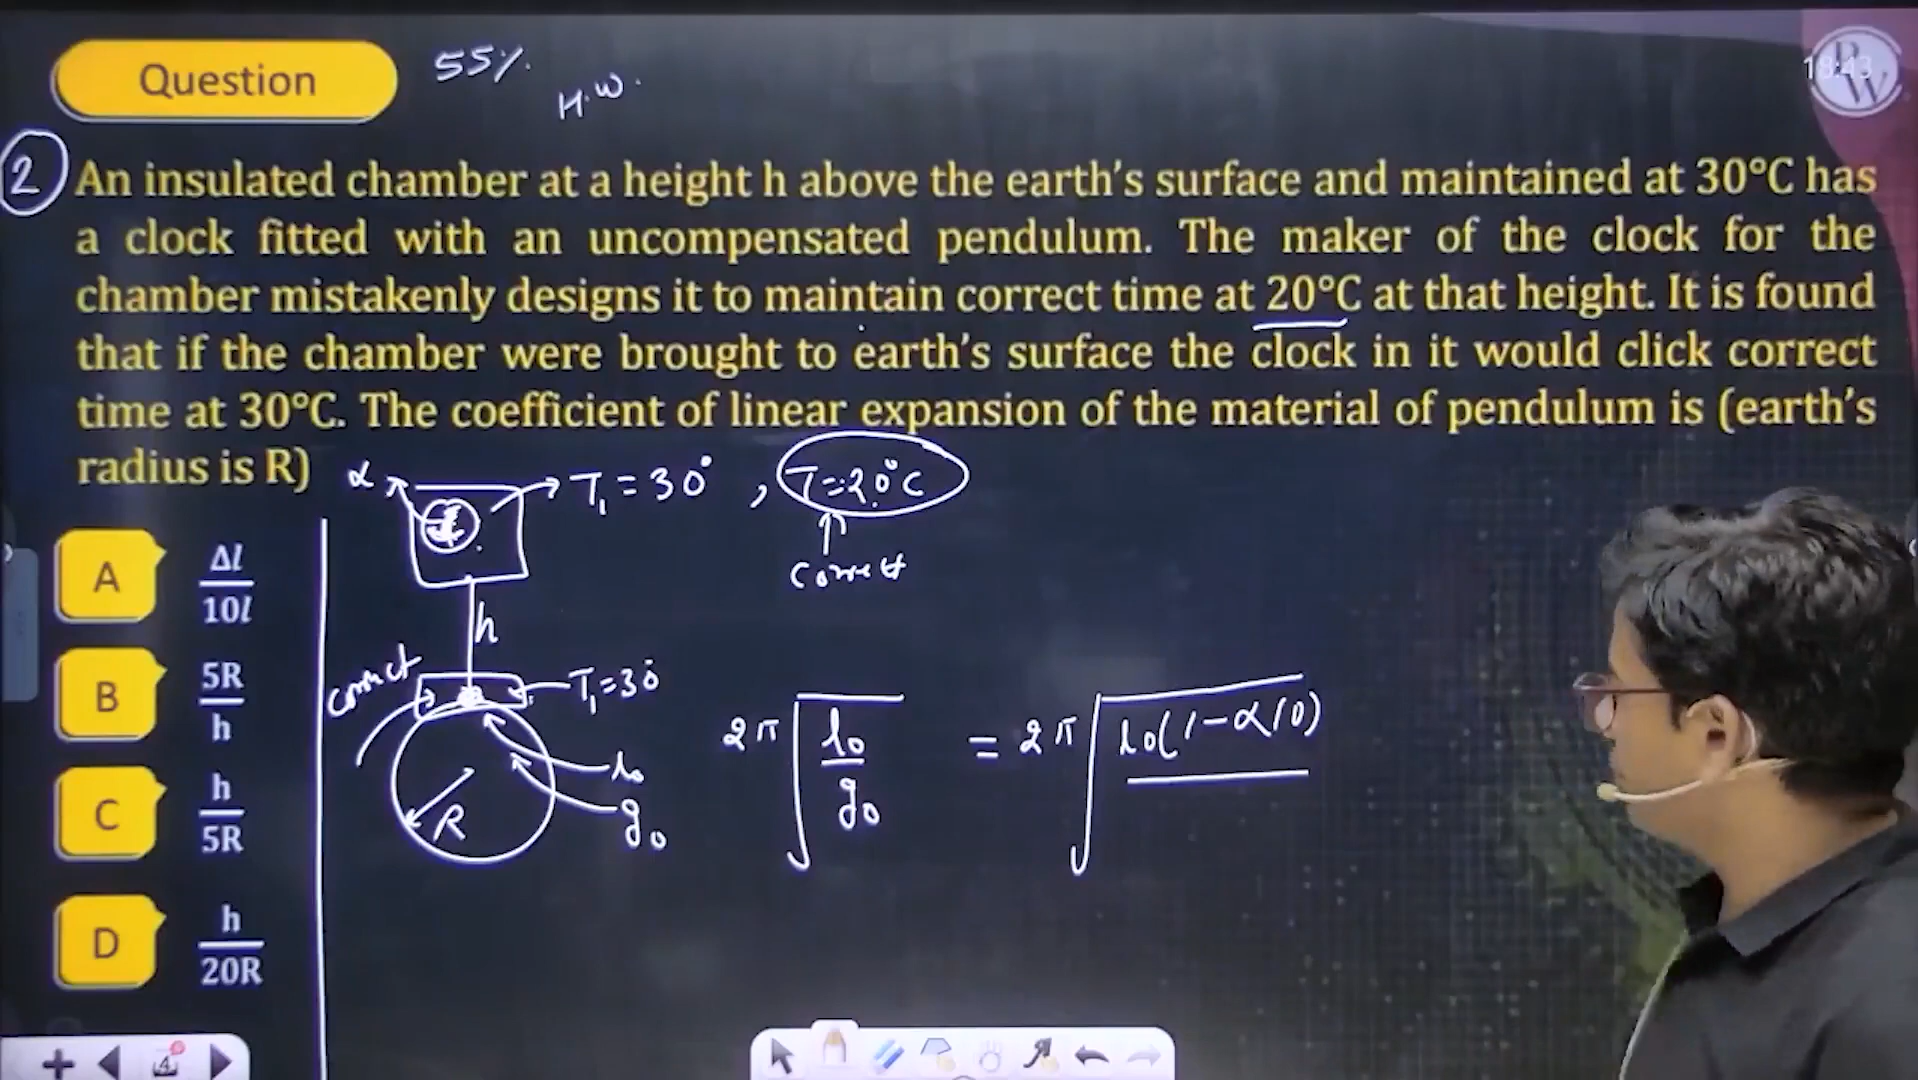 Question
55%.
H.W.
18:43
PW
2
An insulated chamber at a height h above the earth's surface and maintained at 30°C has
a clock fitted with an uncompensated pendulum. The maker of the clock for the
chamber mistakenly designs it to maintain correct time at 20°C at that height. It is found
that if the chamber were brought to earth's surface the clock in it would click correct
time at 30°C. The coefficient of linear expansion of the material of pendulum is (earth's
radius is R)
α
T₁ = 30° , T = 20°C
correct
h
A Δl/10l
B 5R/h
C h/5R
D h/20R
correct
T₁ = 30°
l₀
g₀
R
2π √(l₀/g₀) = 2π √(l₀(1-α10)
4